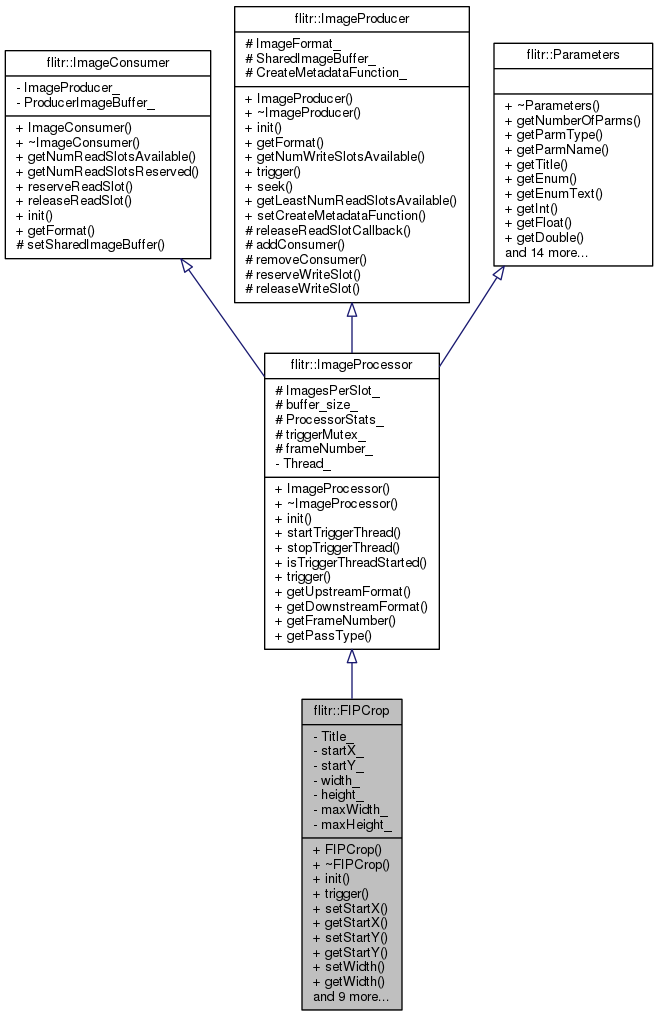 flitr::ImageConsumer
- ImageProducer_
- ProducerImageBuffer_
+ ImageConsumer()
+ ~ImageConsumer()
+ getNumReadSlotsAvailable()
+ getNumReadSlotsReserved()
+ reserveReadSlot()
+ releaseReadSlot()
+ init()
+ getFormat()
# setSharedImageBuffer()
flitr::ImageProducer
# ImageFormat_
# SharedImageBuffer_
# CreateMetadataFunction_
+ ImageProducer()
+ ~ImageProducer()
+ init()
+ getFormat()
+ getNumWriteSlotsAvailable()
+ trigger()
+ seek()
+ getLeastNumReadSlotsAvailable()
+ setCreateMetadataFunction()
# releaseReadSlotCallback()
# addConsumer()
# removeConsumer()
# reserveWriteSlot()
# releaseWriteSlot()
flitr::Parameters
+ ~Parameters()
+ getNumberOfParms()
+ getParmType()
+ getParmName()
+ getTitle()
+ getEnum()
+ getEnumText()
+ getInt()
+ getFloat()
+ getDouble()
and 14 more...
flitr::ImageProcessor
# ImagesPerSlot_
# buffer_size_
# ProcessorStats_
# triggerMutex_
# frameNumber_
- Thread_
+ ImageProcessor()
+ ~ImageProcessor()
+ init()
+ startTriggerThread()
+ stopTriggerThread()
+ isTriggerThreadStarted()
+ trigger()
+ getUpstreamFormat()
+ getDownstreamFormat()
+ getFrameNumber()
+ getPassType()
flitr::FIPCrop
- Title_
- startX_
- startY_
- width_
- height_
- maxWidth_
- maxHeight_
+ FIPCrop()
+ ~FIPCrop()
+ init()
+ trigger()
+ setStartX()
+ getStartX()
+ setStartY()
+ getStartY()
+ setWidth()
+ getWidth()
and 9 more...